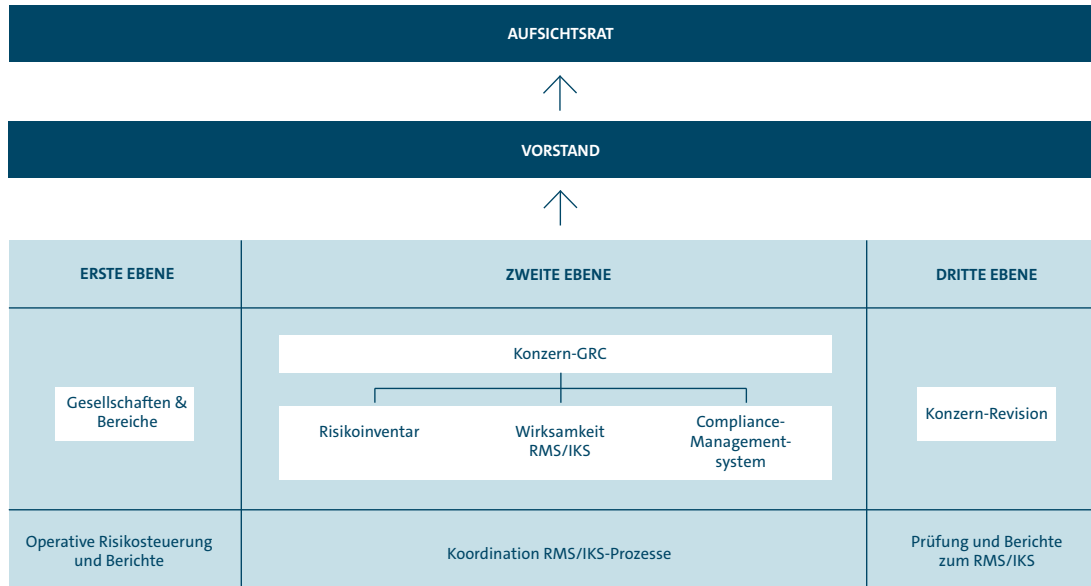 AUFSICHTSRAT
VORSTAND
ERSTE EBENE
ZWEITE EBENE
DRITTE EBENE
Konzern-GRC
Gesellschaften &
Bereiche
Risikoinventar
Wirksamkeit
RMS/IKS
Compliance-
Management-
system
Konzern-Revision
Operative Risikosteuerung
und Berichte
Koordination RMS/IKS-Prozesse
Prüfung und Berichte
zum RMS/IKS